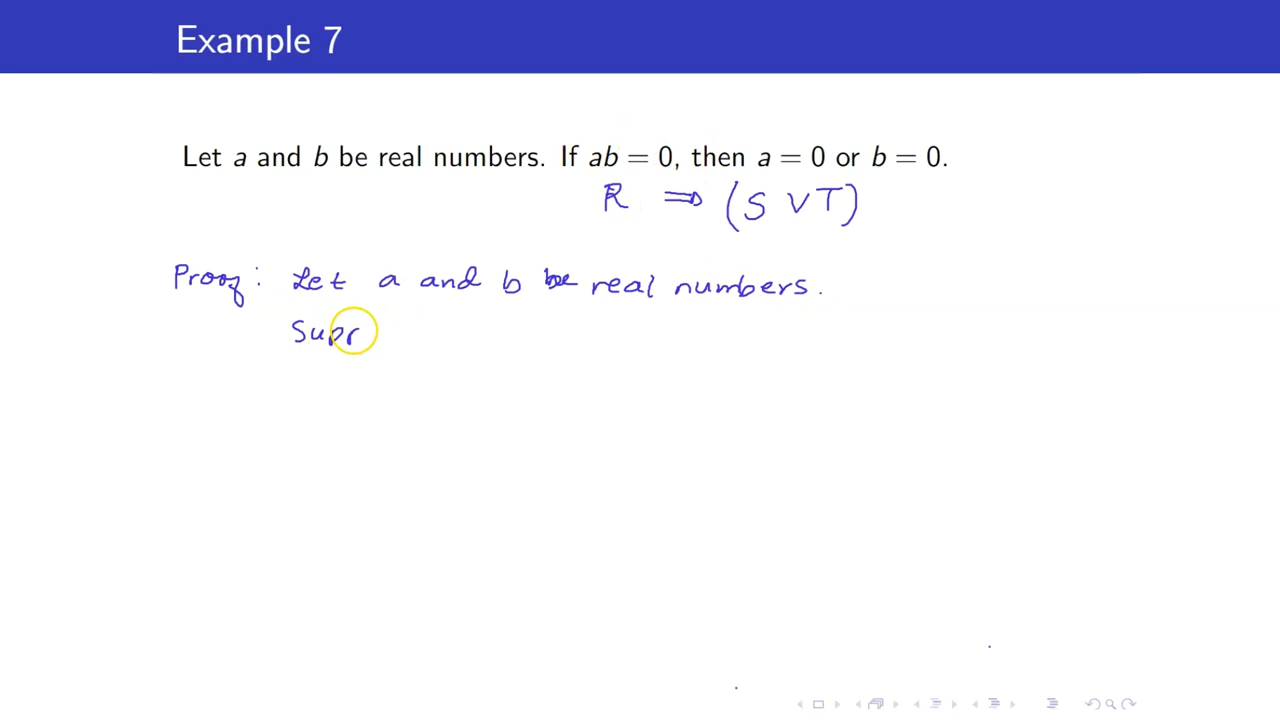 Example 7
Let a and b be real numbers. If ab = 0, then a = 0 or b = 0.
R ⇒ (S ∨ T)
Proof: Let a and b be real numbers.
Supp